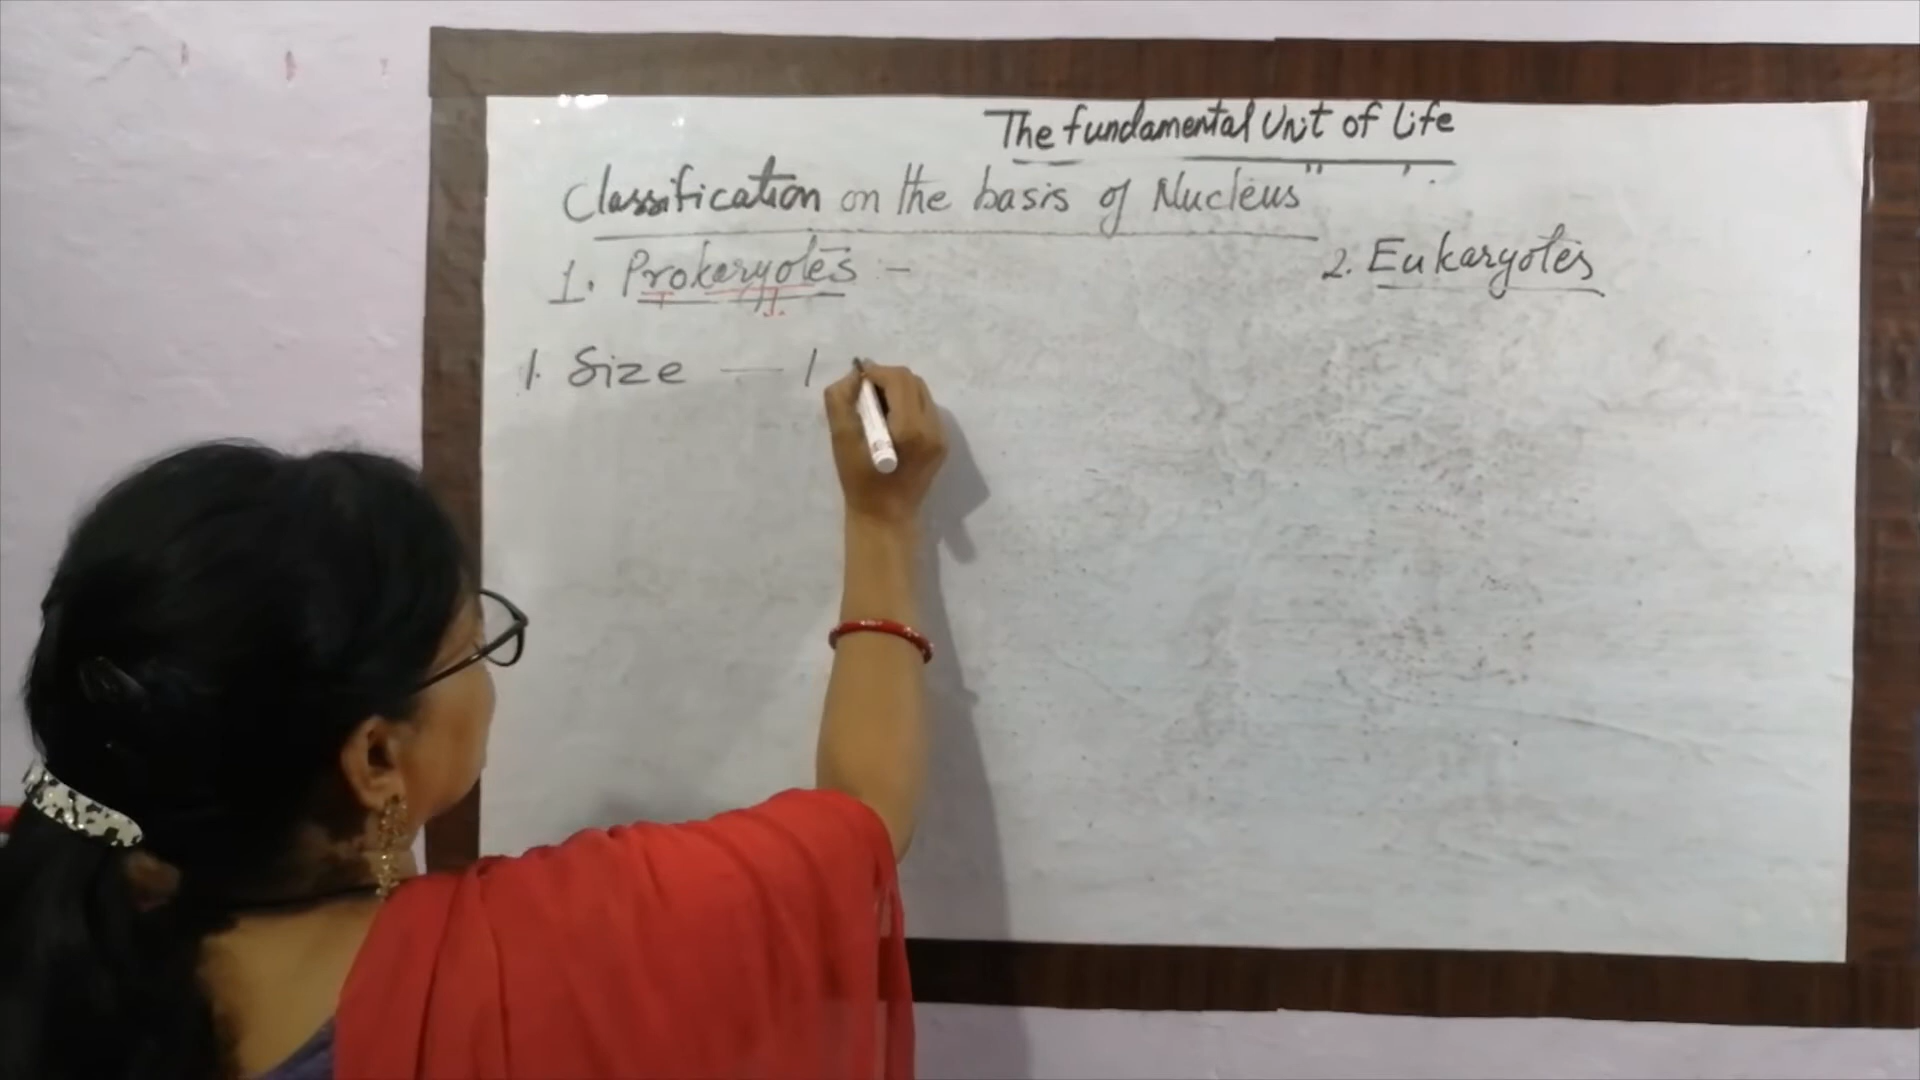 The Fundamental Unit of Life
Classification on the basis of Nucleus
1. Prokaryotes :-
2. Eukaryotes
1. Size — 1